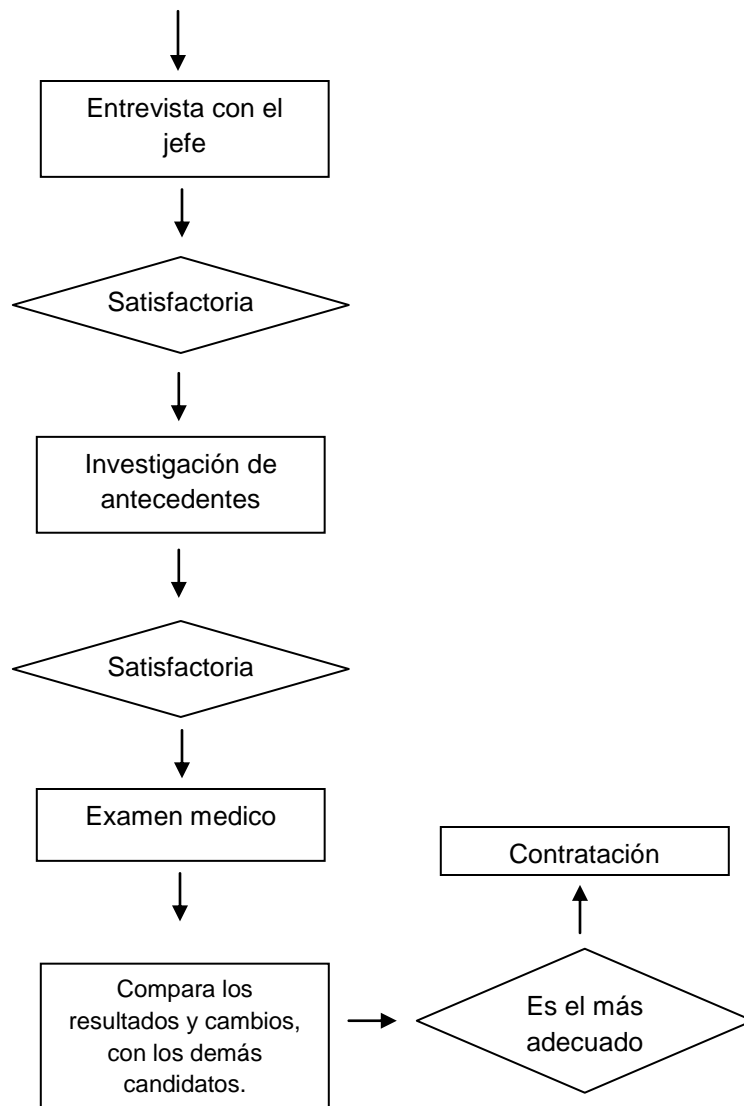 Entrevista con el
jefe
Satisfactoria
Investigación de
antecedentes
Satisfactoria
Examen medico
Contratación
Compara los
resultados y cambios,
con los demás
candidatos.
Es el más
adecuado